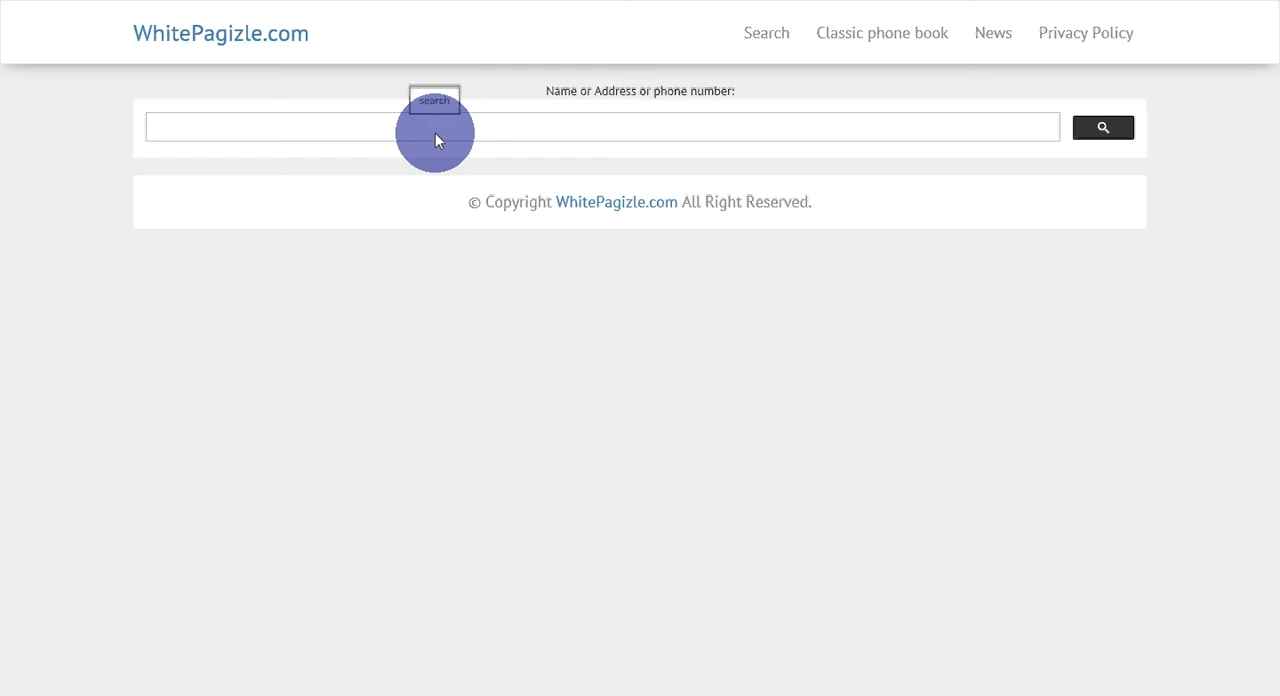 WhitePagizle.com
Search Classic phone book News Privacy Policy
Name or Address or phone number:
search
© Copyright WhitePagizle.com All Right Reserved.